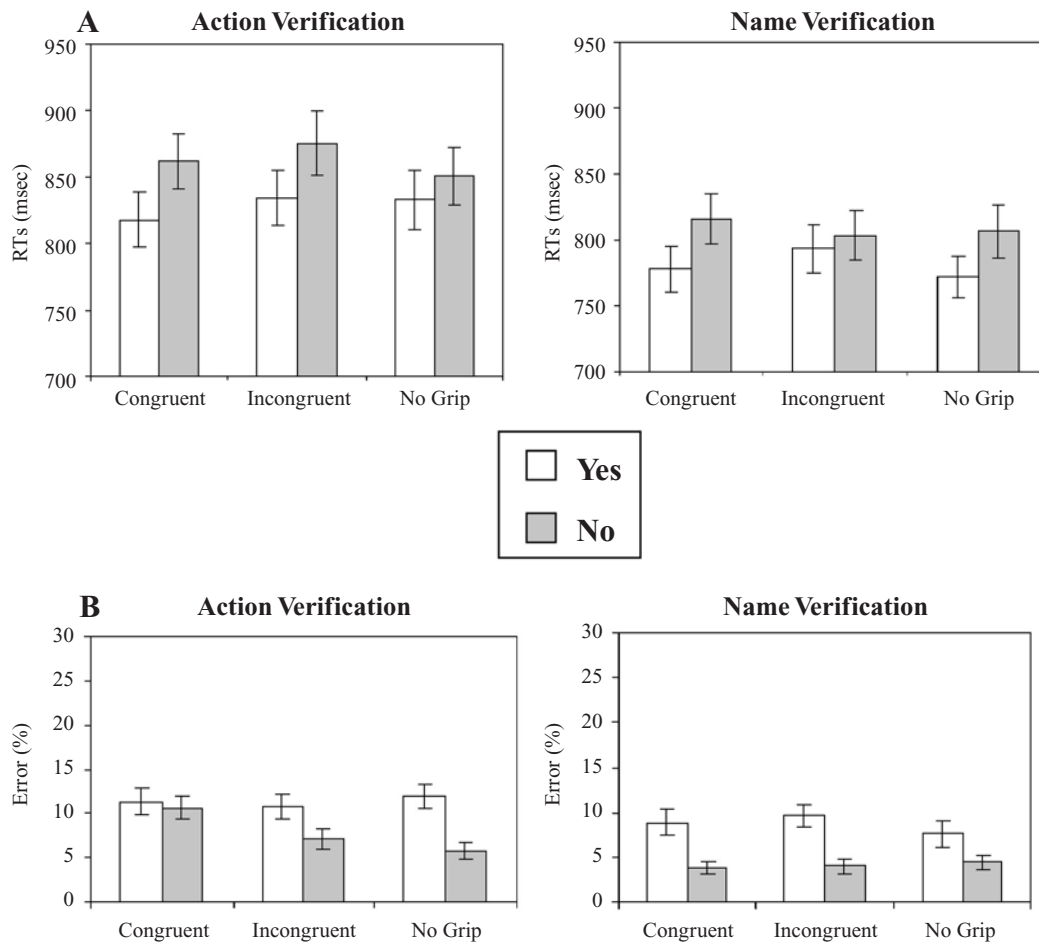 A
Action Verification
950
900
850
800
750
700
RTs (msec)
Congruent Incongruent No Grip
Name Verification
950
900
850
800
750
700
RTs (msec)
Congruent Incongruent No Grip
Yes
No
B
Action Verification
30
25
20
15
10
5
0
Error (%)
Congruent Incongruent No Grip
Name Verification
30
25
20
15
10
5
0
Error (%)
Congruent Incongruent No Grip